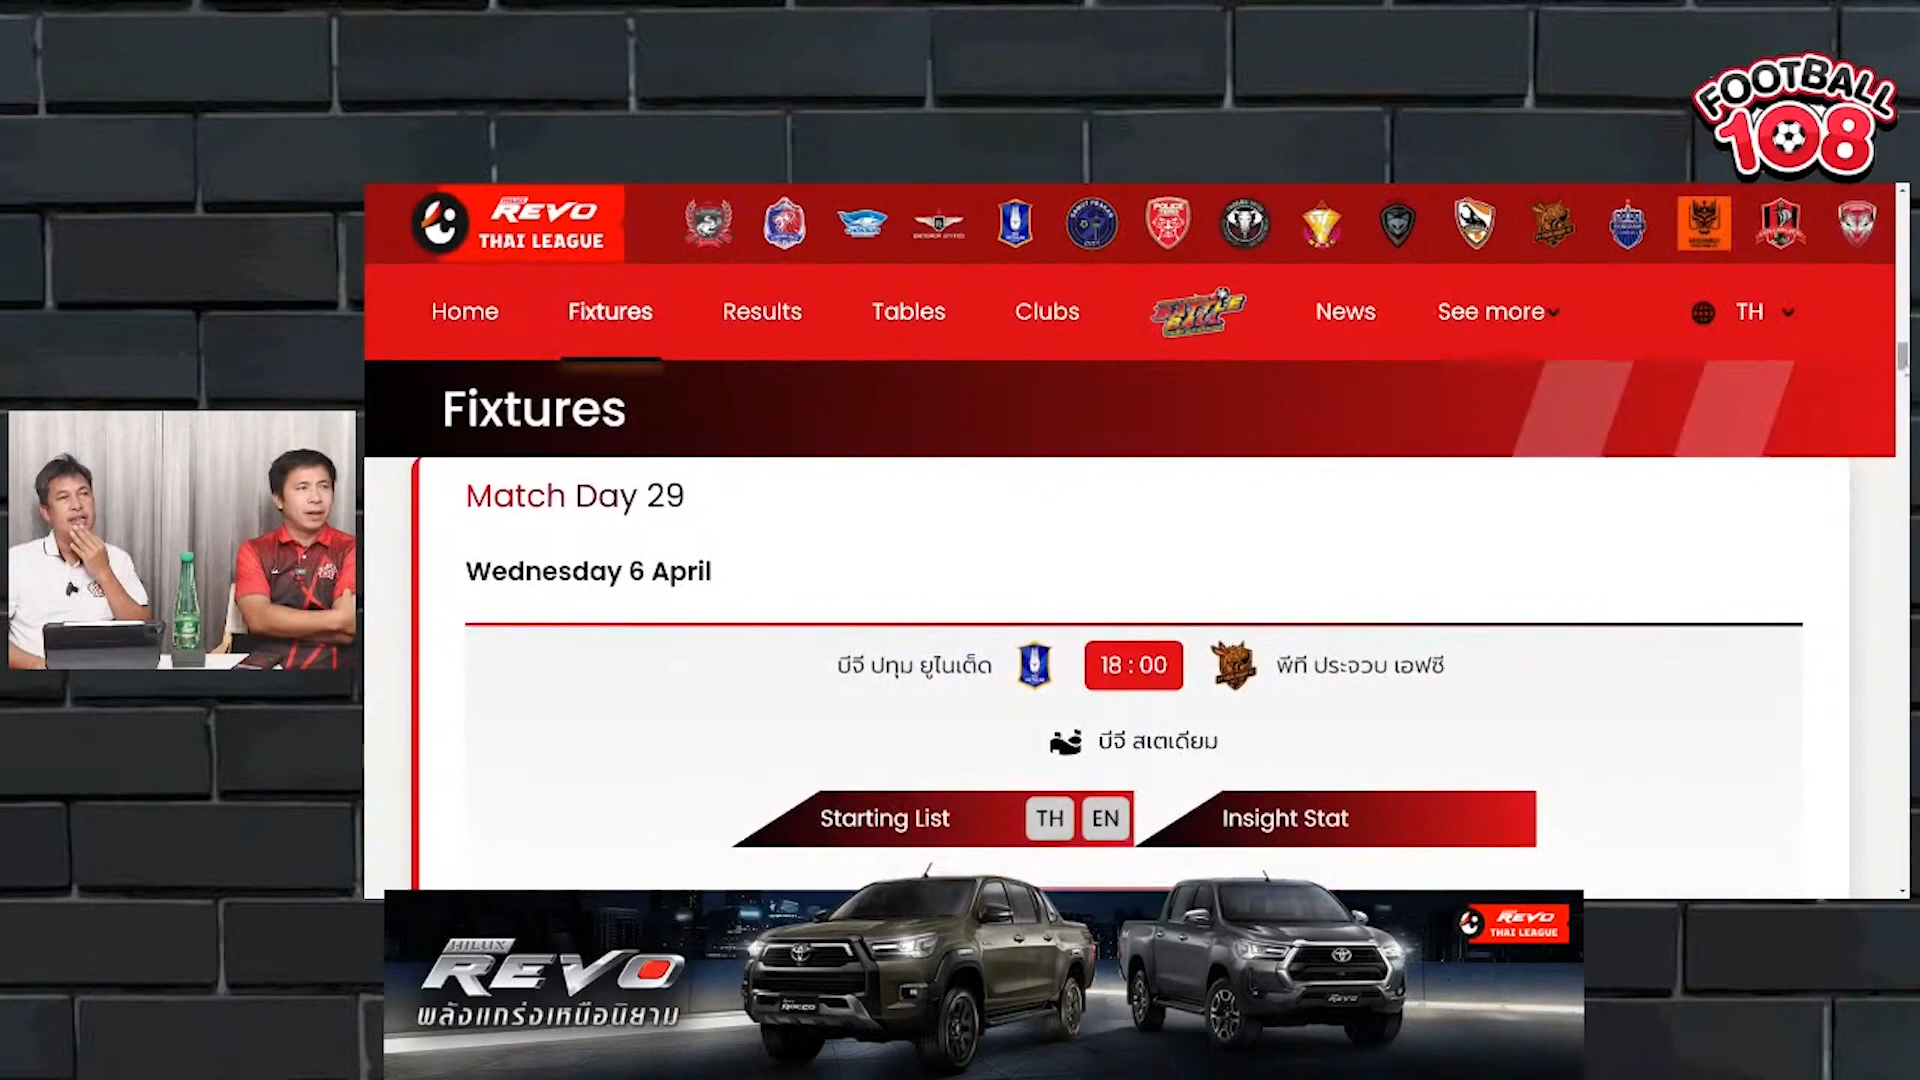 FOOTBALL
108
HILUX
REVO
THAI LEAGUE
Home
Fixtures
Results
Tables
Clubs
News
See more
TH
Fixtures
Match Day 29
Wednesday 6 April
บีจี ปทุม ยูไนเต็ด
18 : 00
พีที ประจวบ เอฟซี
บีจี สเตเดียม
Starting List
TH
EN
Insight Stat
HILUX
REVO
พลังแกร่งเหนือนิยาม
REVO
THAI LEAGUE